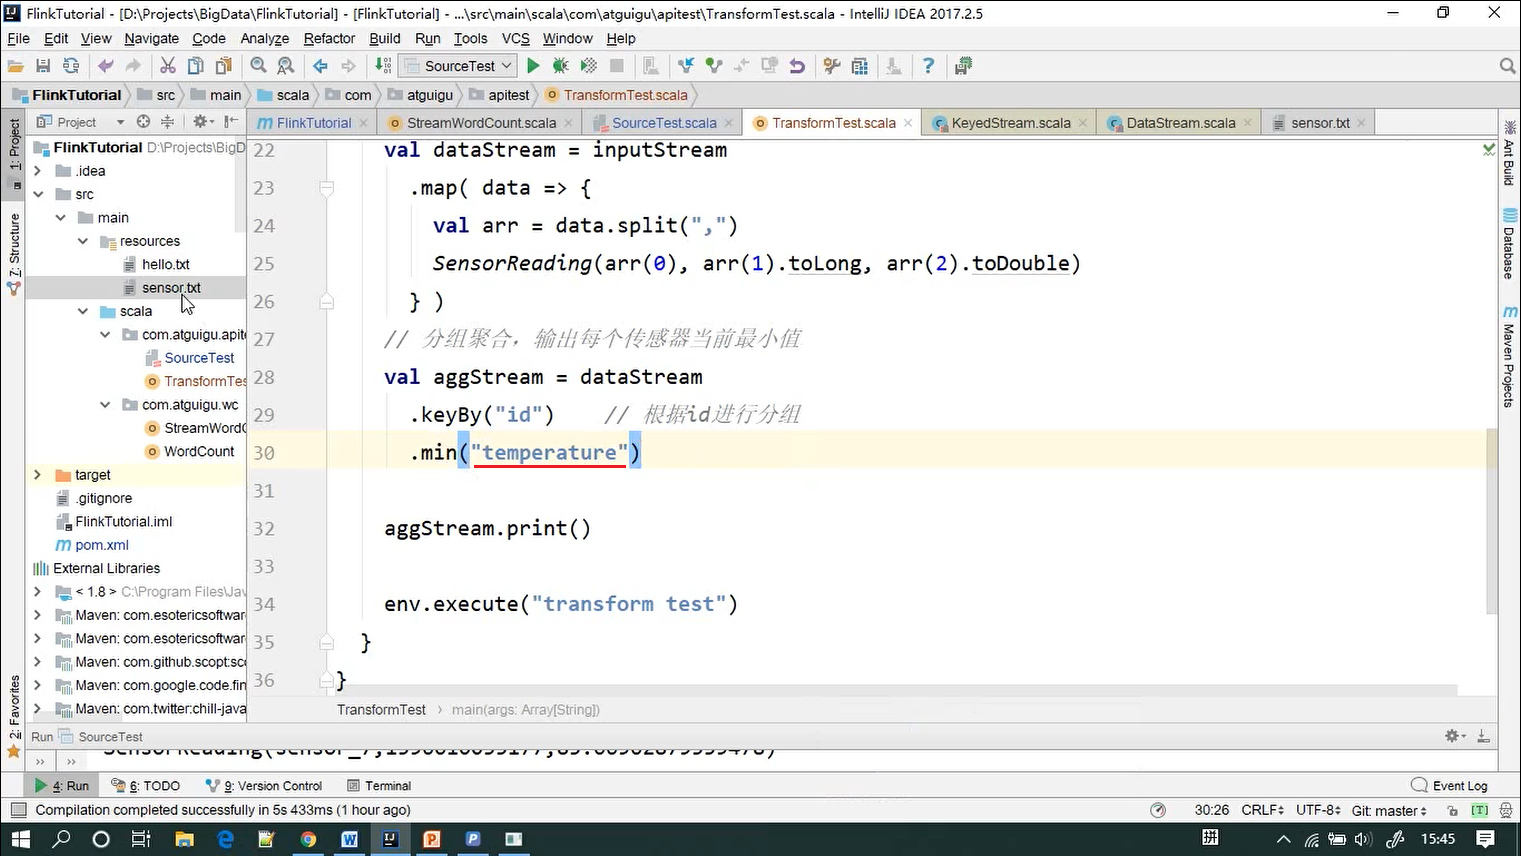 FlinkTutorial - [D:\Projects\BigData\FlinkTutorial] - [FlinkTutorial] - ...\src\main\scala\com\atguigu\apitest\TransformTest.scala - IntelliJ IDEA 2017.2.5
File Edit View Navigate Code Analyze Refactor Build Run Tools VCS Window Help
SourceTest
FlinkTutorial src main scala com atguigu apitest TransformTest.scala
Project
FlinkTutorial StreamWordCount.scala SourceTest.scala TransformTest.scala KeyedStream.scala DataStream.scala sensor.txt
1: Project
7: Structure
2: Favorites
FlinkTutorial D:\Projects\BigD
.idea
src
main
resources
hello.txt
sensor.txt
scala
com.atguigu.apite
SourceTest
TransformTes
com.atguigu.wc
StreamWordC
WordCount
target
.gitignore
FlinkTutorial.iml
pom.xml
External Libraries
< 1.8 > C:\Program Files\Jav
Maven: com.esotericsoftwar
Maven: com.esotericsoftwar
Maven: com.github.scopt:sc
Maven: com.google.code.fin
Maven: com.twitter:chill-java
22 val dataStream = inputStream
23 .map( data => {
24 val arr = data.split(",")
25 SensorReading(arr(0), arr(1).toLong, arr(2).toDouble)
26 } )
27 // 分组聚合，输出每个传感器当前最小值
28 val aggStream = dataStream
29 .keyBy("id") // 根据id进行分组
30 .min("temperature")
31
32 aggStream.print()
33
34 env.execute("transform test")
35 }
36 }
TransformTest › main(args: Array[String])
Ant Build
Database
Maven Projects
Run SourceTest
4: Run 6: TODO 9: Version Control Terminal Event Log
Compilation completed successfully in 5s 433ms (1 hour ago) 30:26 CRLF UTF-8 Git: master [T]
拼 15:45